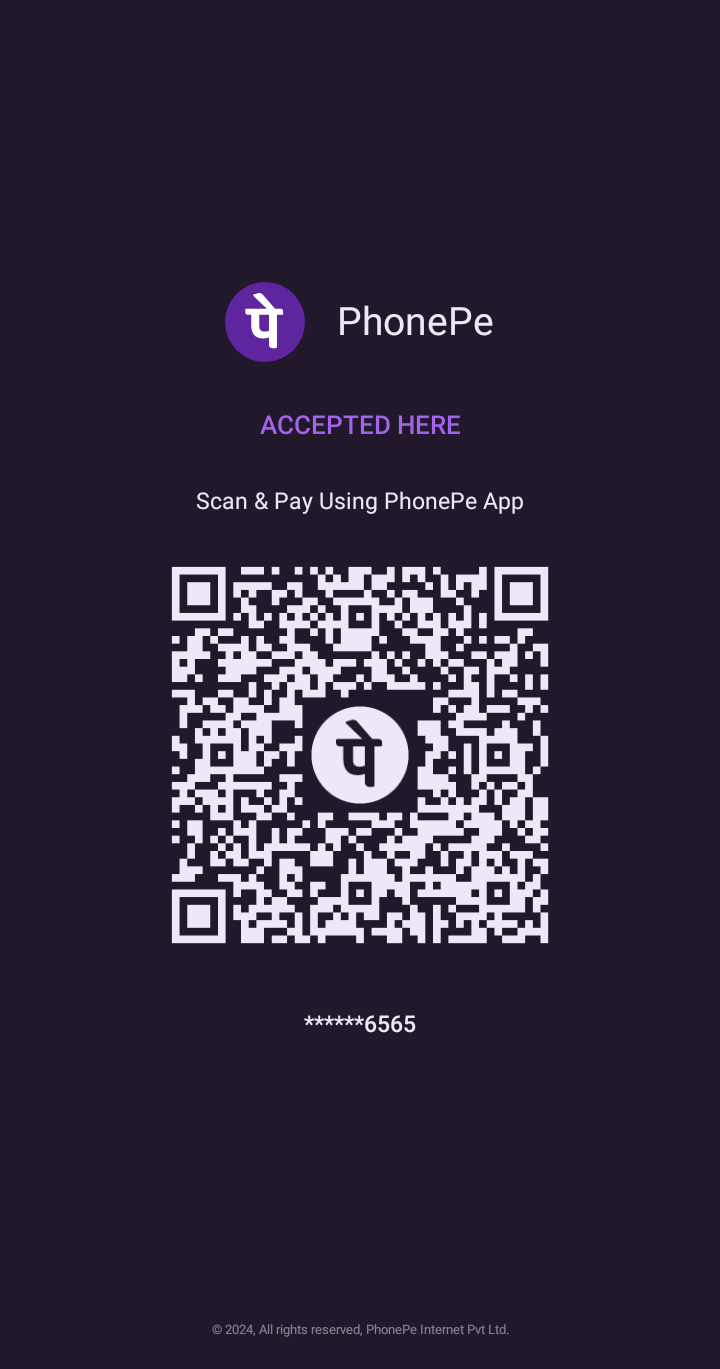 पे PhonePe
ACCEPTED HERE
Scan & Pay Using PhonePe App
पे
******6565
© 2024, All rights reserved, PhonePe Internet Pvt Ltd.